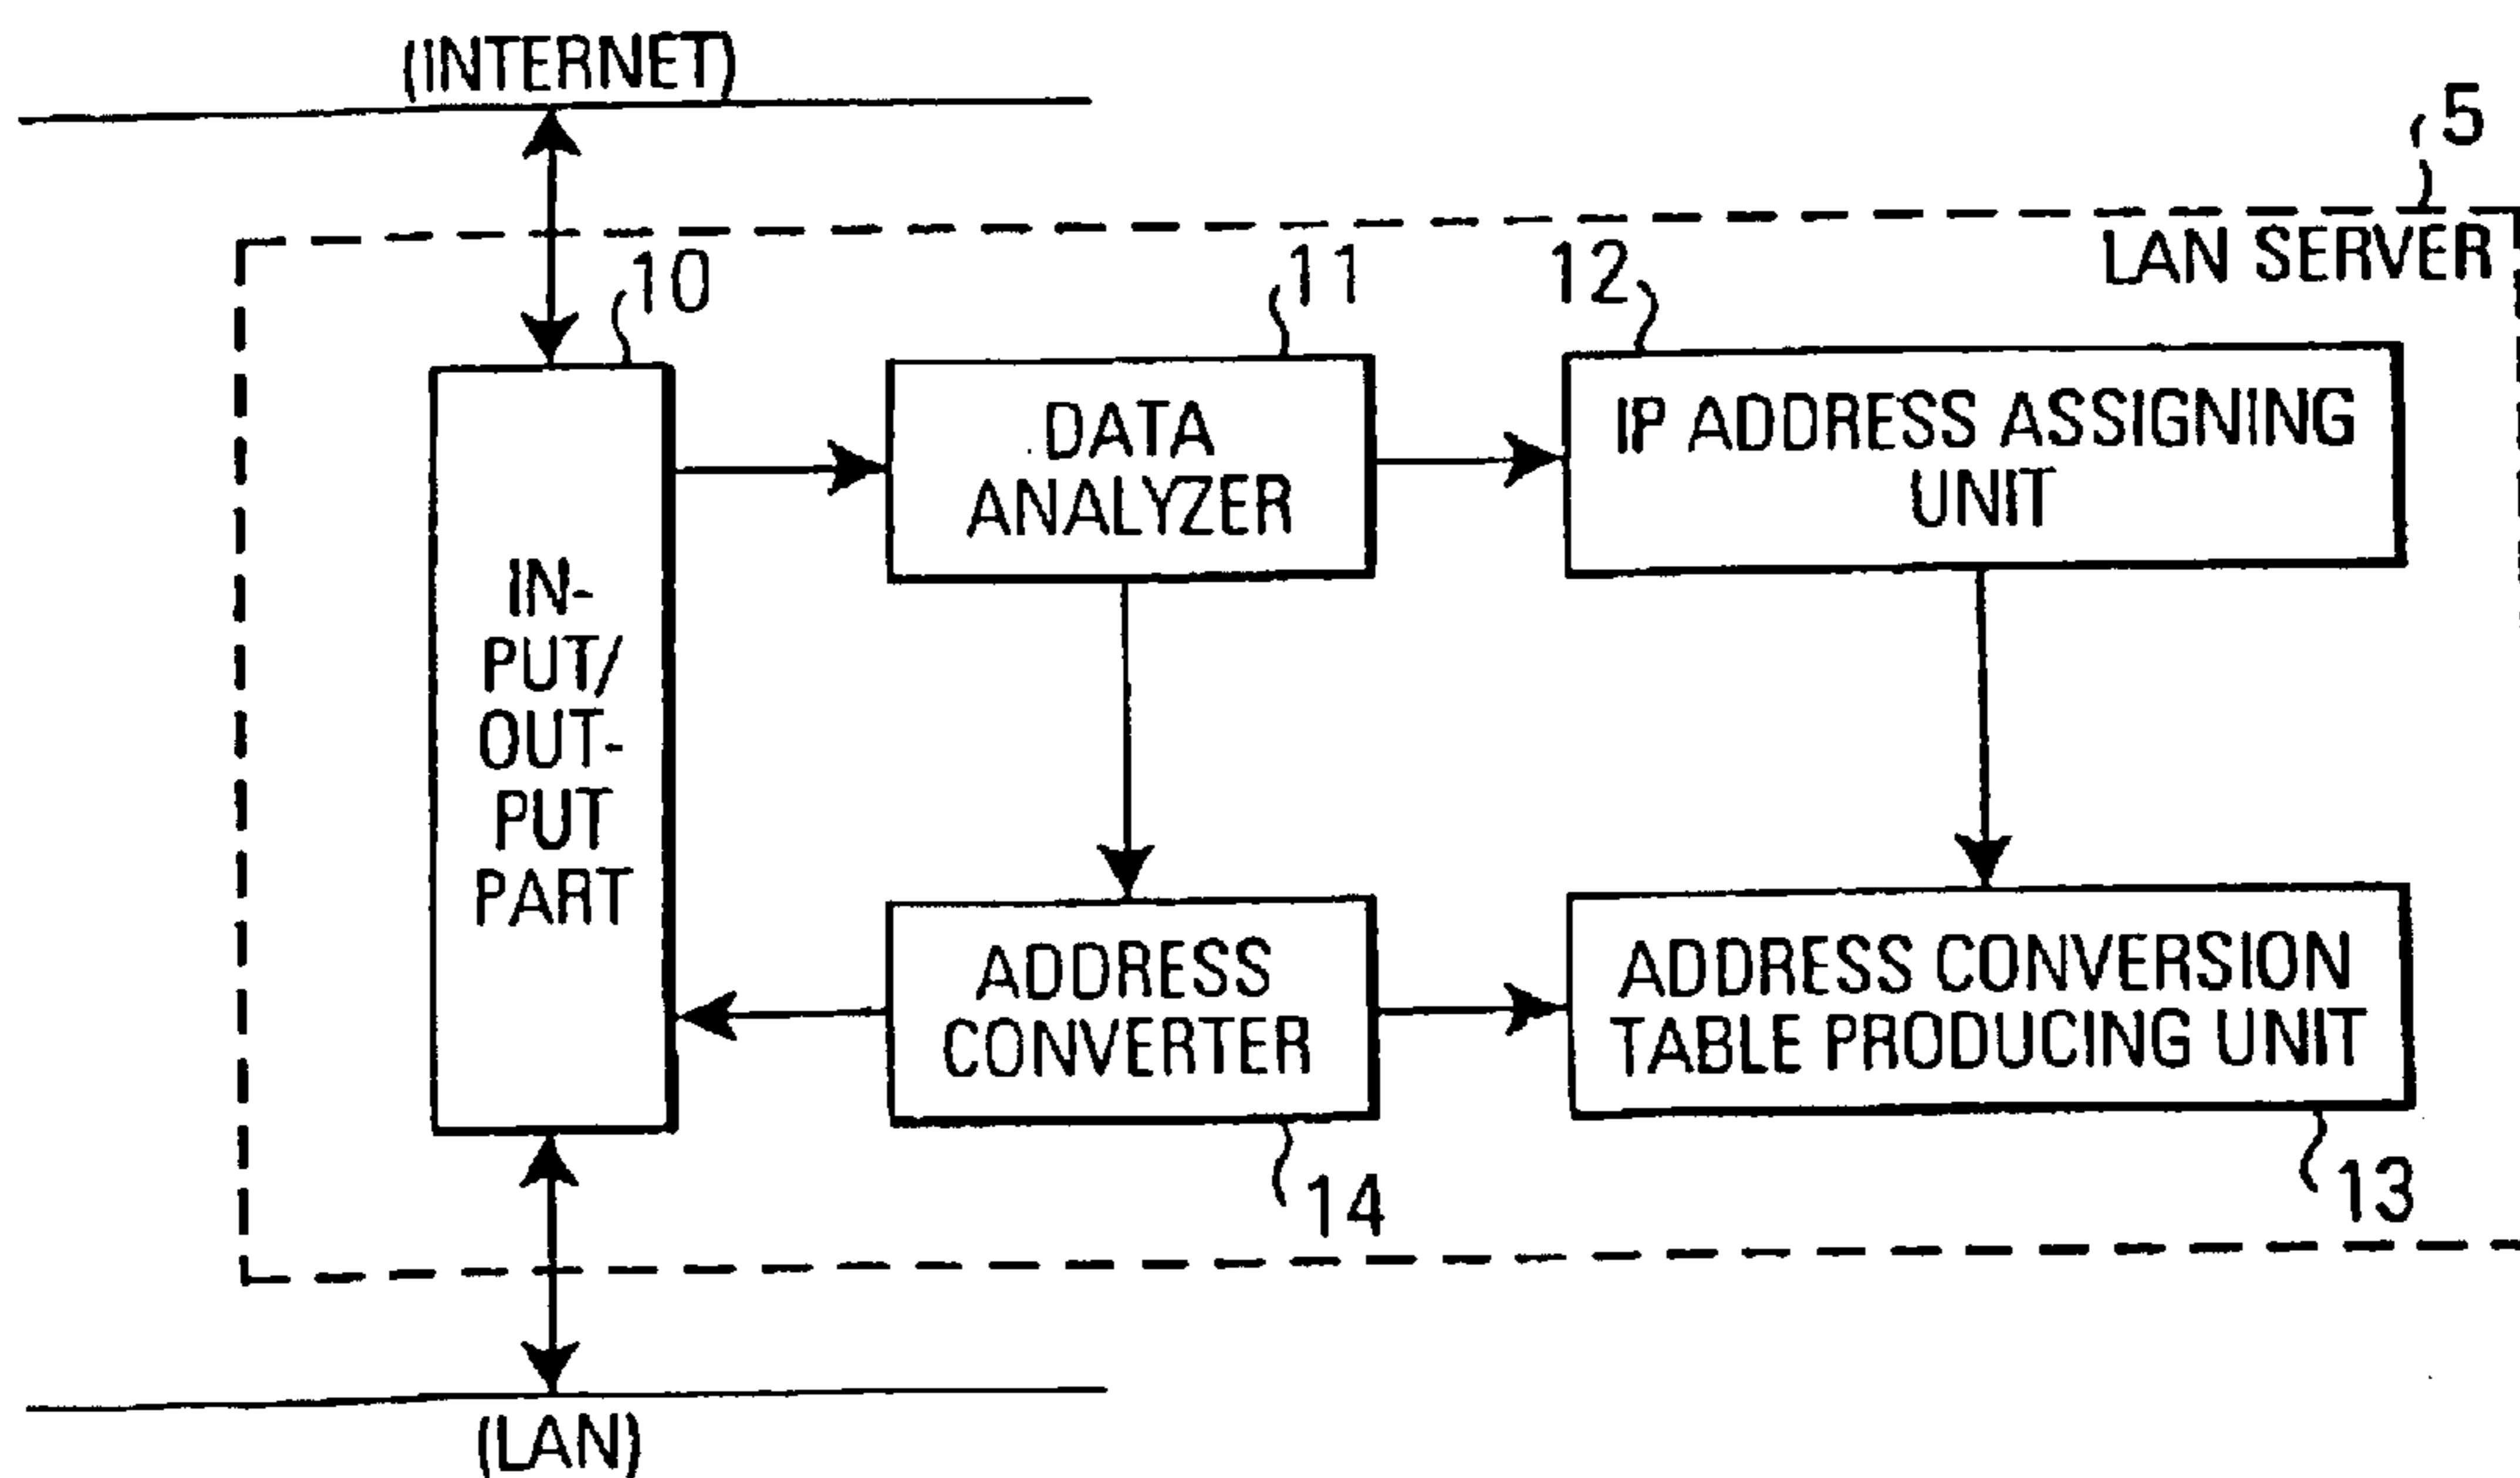 (INTERNET)
5
LAN SERVER
10
11
12
DATA
ANALYZER
IP ADDRESS ASSIGNING
UNIT
IN-
PUT/
OUT-
PUT
PART
ADDRESS
CONVERTER
ADDRESS CONVERSION
TABLE PRODUCING UNIT
14
13
(LAN)